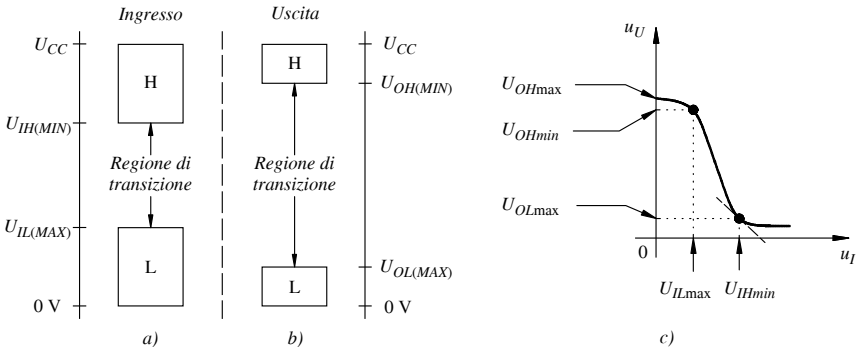 Ingresso
Uscita
U_CC
H
H
U_CC
U_OH(MIN)
U_IH(MIN)
Regione di
transizione
Regione di
transizione
U_IL(MAX)
L
L
U_OL(MAX)
0 V
0 V
a)
b)
u_U
U_OHmax
U_OHmin
U_OLmax
0
u_I
U_ILmax
U_IHmin
c)